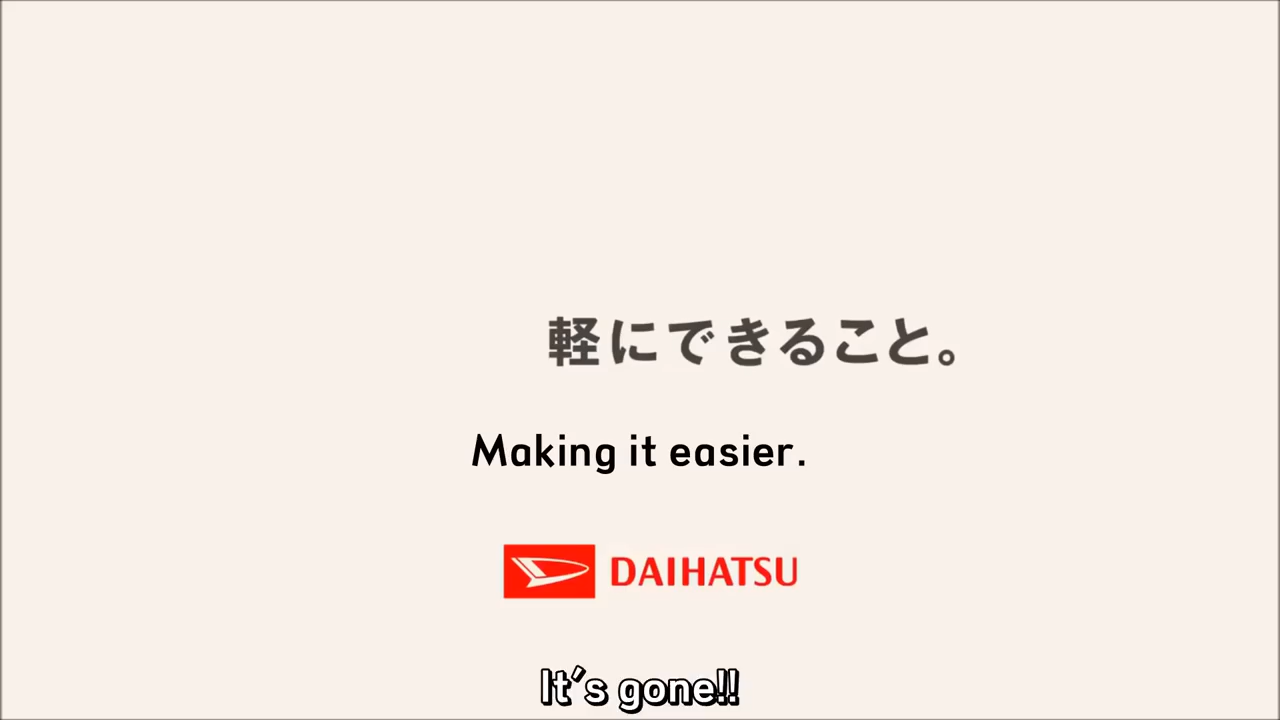 軽にできること。
Making it easier.
DAIHATSU
It's gone!!